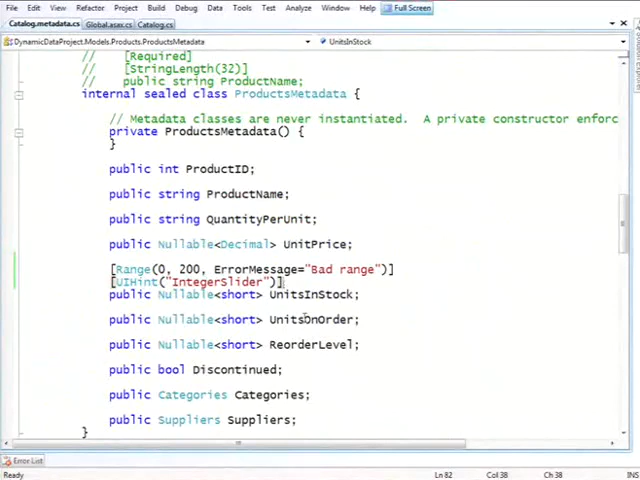 File Edit View Refactor Project Build Debug Data Tools Test Analyze Window Help Full Screen
Catalog.metadata.cs Global.asax.cs Catalog.cs
DynamicDataProject.Models.Products.ProductsMetadata UnitsInStock
// [Required]
// [StringLength(32)]
// public string ProductName;
internal sealed class ProductsMetadata {
// Metadata classes are never instantiated. A private constructor enforc
private ProductsMetadata() {
}
public int ProductID;
public string ProductName;
public string QuantityPerUnit;
public Nullable<Decimal> UnitPrice;
[Range(0, 200, ErrorMessage="Bad range")]
[UIHint("IntegerSlider")]
public Nullable<short> UnitsInStock;
public Nullable<short> UnitsOnOrder;
public Nullable<short> ReorderLevel;
public bool Discontinued;
public Categories Categories;
public Suppliers Suppliers;
}
Error List
Ready Ln 82 Col 38 Ch 38 INS